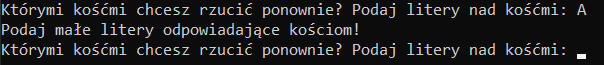 Którymi kośćmi chcesz rzucić ponownie? Podaj litery nad kośćmi: A
Podaj małe litery odpowiadające kościom!
Którymi kośćmi chcesz rzucić ponownie? Podaj litery nad kośćmi: